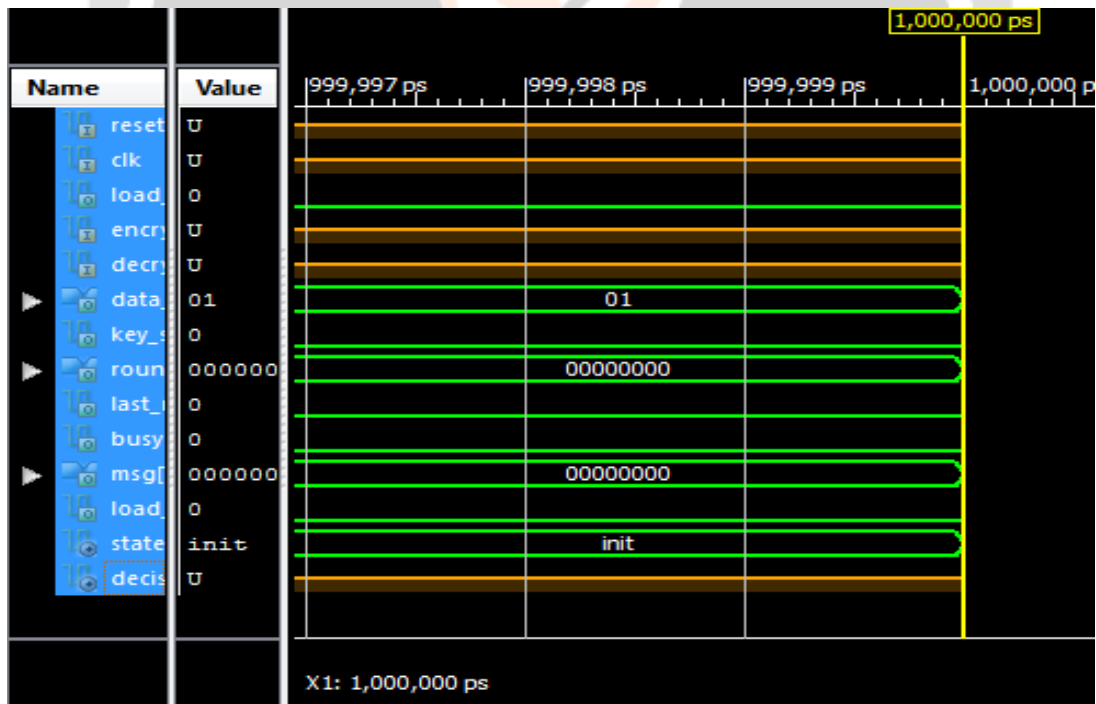 1,000,000 ps
Name Value 999,997 ps 999,998 ps 999,999 ps 1,000,000 p
reset U
clk U
load_ 0
encry U
decry U
data_ 01 01
key_s 0
roun 000000 00000000
last_ 0
busy 0
msg[ 000000 00000000
load_ 0
state init init
decis U
X1: 1,000,000 ps